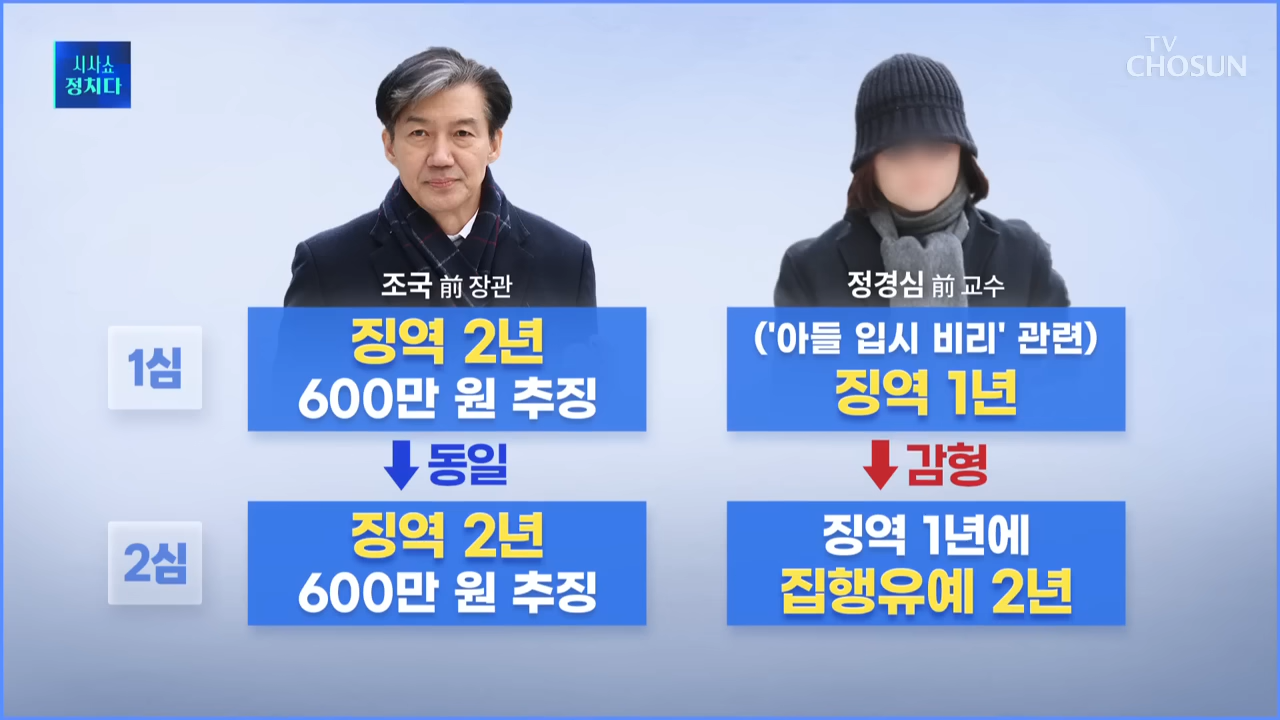 시사쇼
정치다
TV
CHOSUN
조국 前 장관
정경심 前 교수
1심
징역 2년
600만 원 추징
('아들 입시 비리' 관련)
징역 1년
동일
감형
2심
징역 2년
600만 원 추징
징역 1년에
집행유예 2년